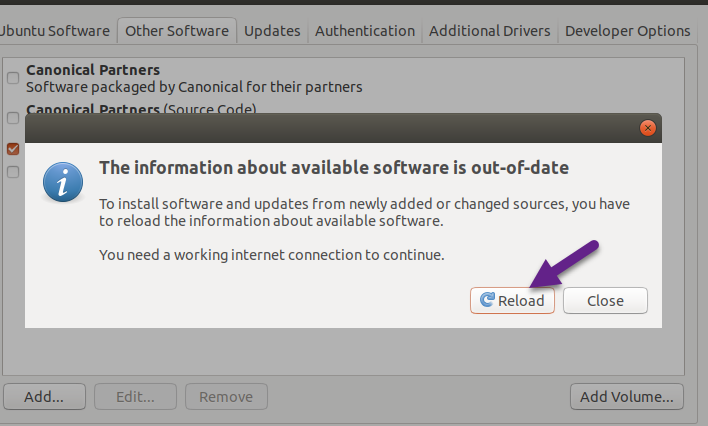 Ubuntu Software Other Software Updates Authentication Additional Drivers Developer Options
Canonical Partners
Software packaged by Canonical for their partners
Canonical Partners (Source Code)
The information about available software is out-of-date
To install software and updates from newly added or changed sources, you have
to reload the information about available software.
You need a working internet connection to continue.
Reload Close
Add... Edit... Remove Add Volume...